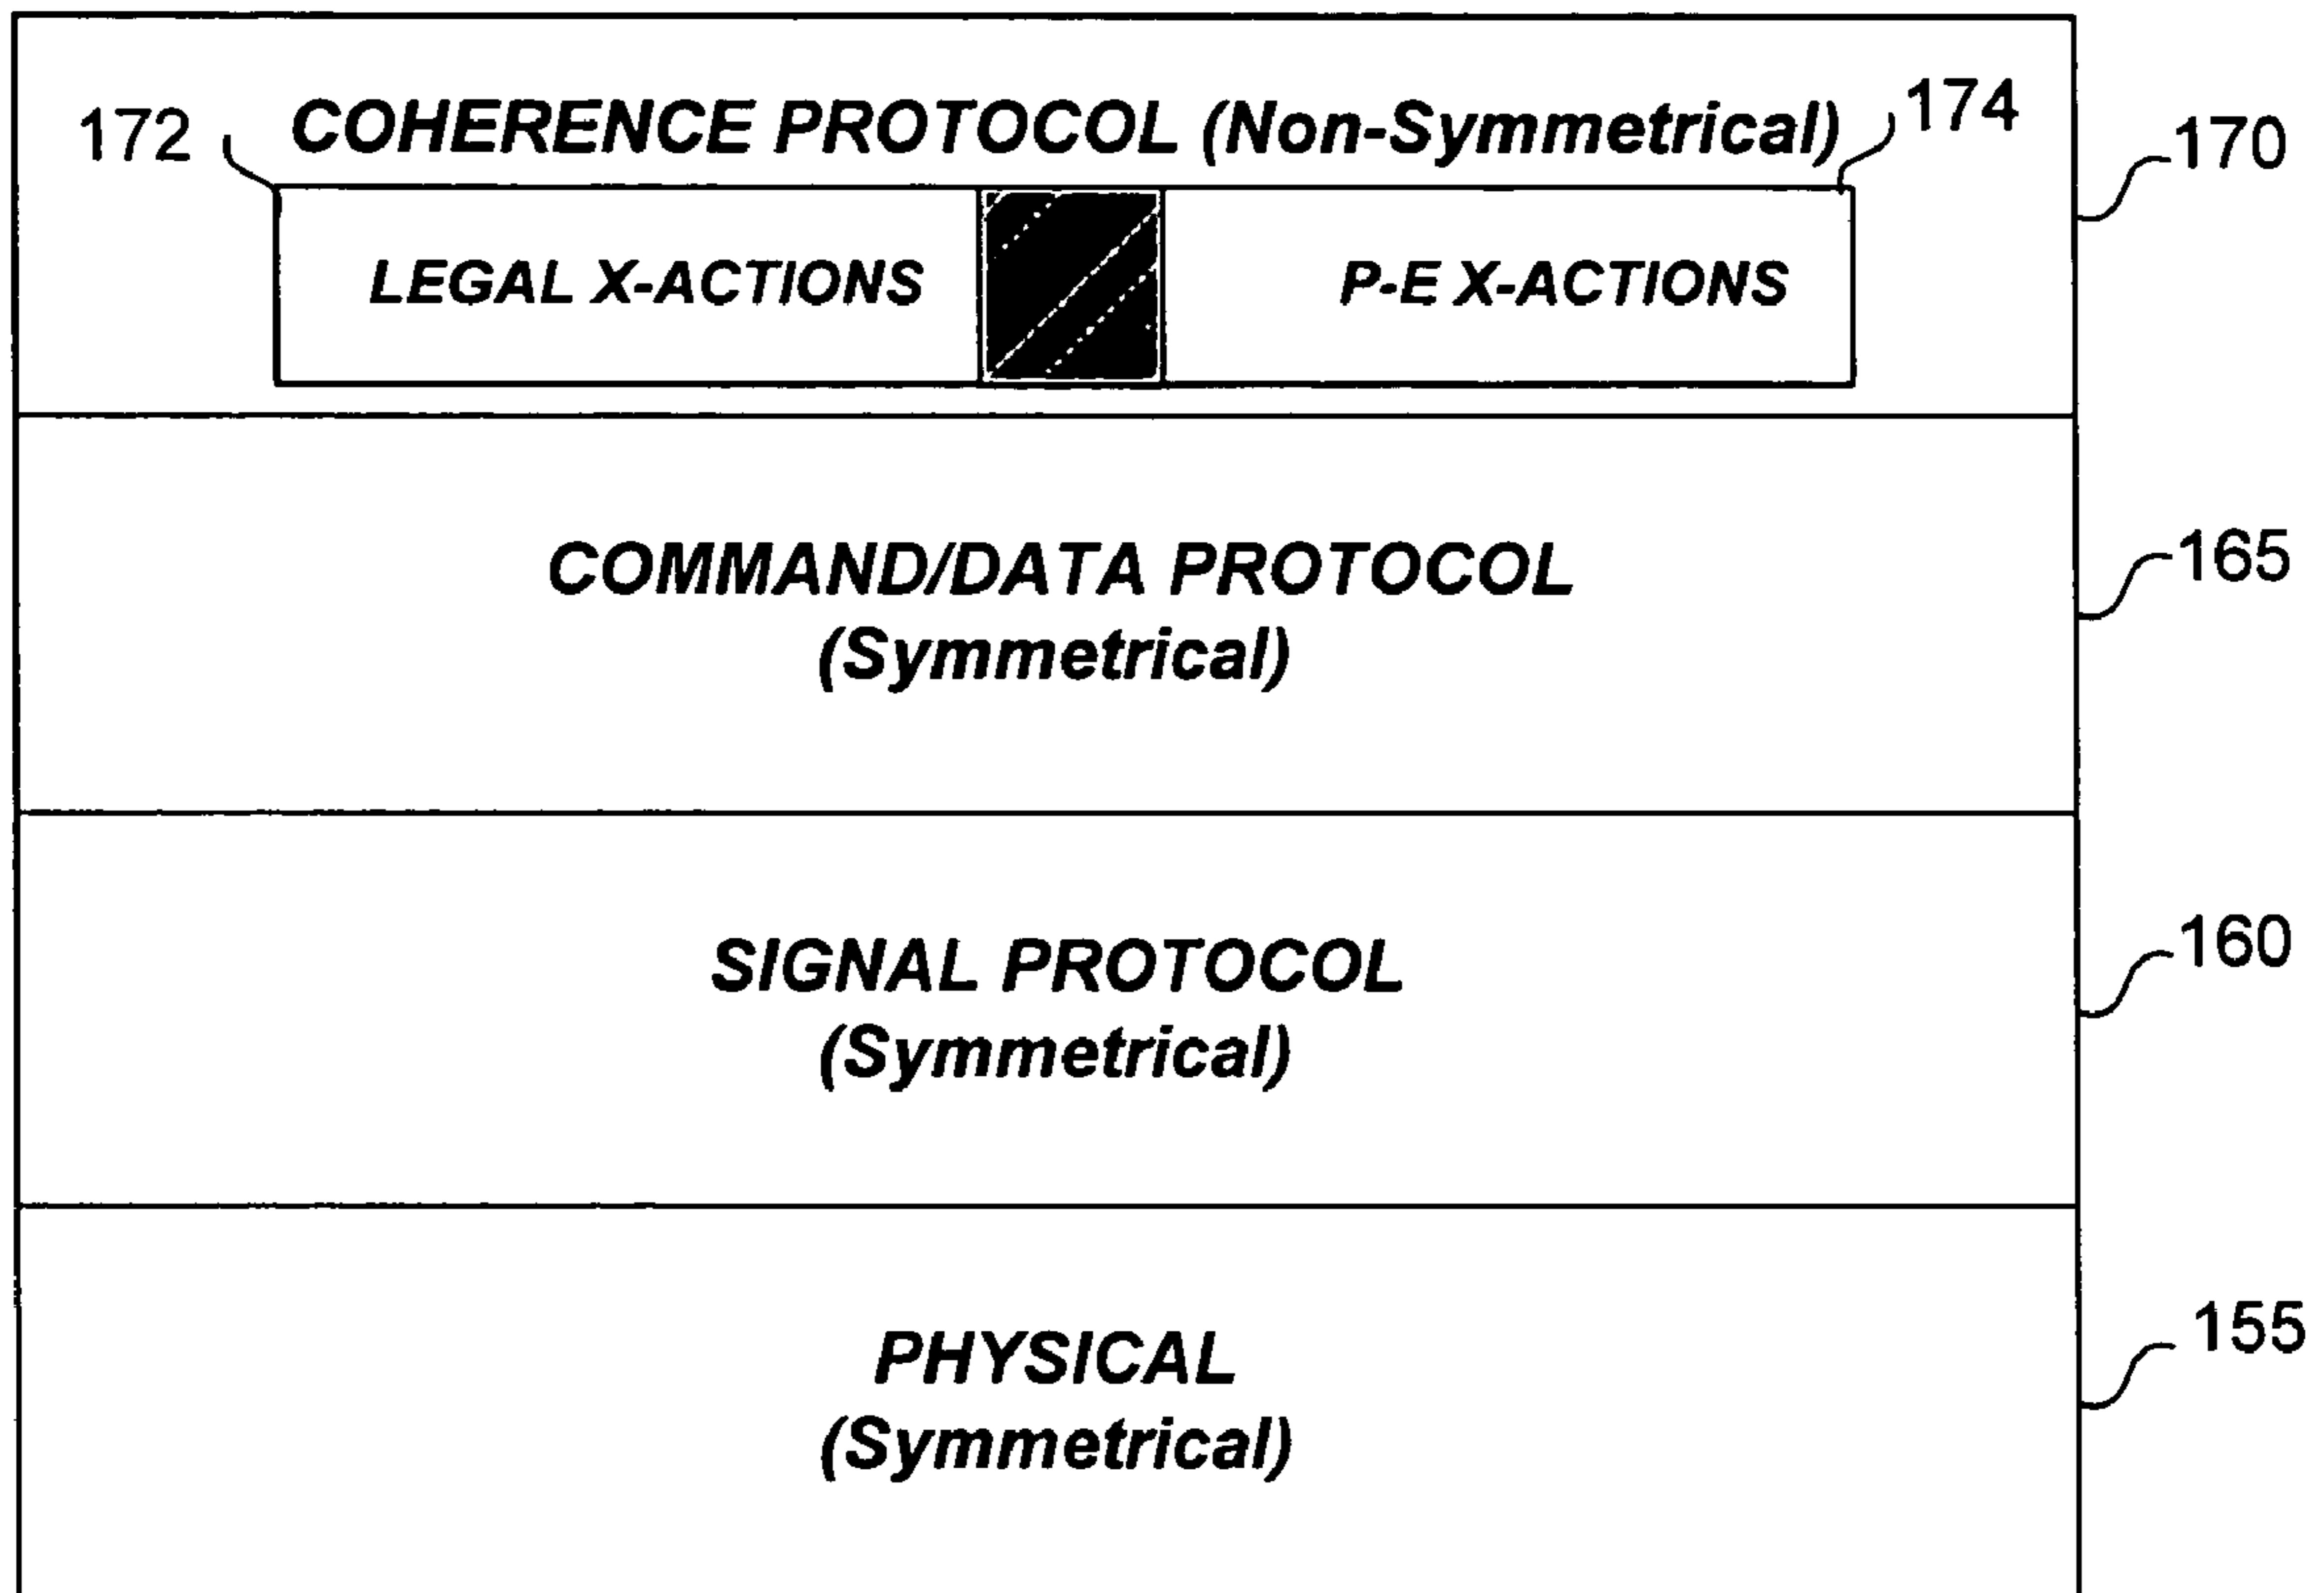 172
COHERENCE PROTOCOL (Non-Symmetrical)
174
170
LEGAL X-ACTIONS
P-E X-ACTIONS
COMMAND/DATA PROTOCOL
(Symmetrical)
165
SIGNAL PROTOCOL
(Symmetrical)
160
PHYSICAL
(Symmetrical)
155